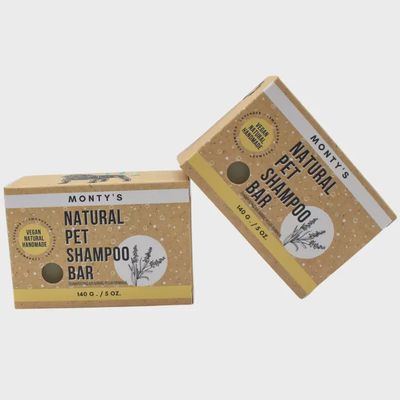 MONTY'S
VEGAN
NATURAL
HANDMADE
NATURAL
PET
SHAMPOO
BAR
140 G. / 5 OZ.
MONTY'S
VEGAN
NATURAL
HANDMADE
NATURAL
PET
SHAMPOO
BAR
140 G. / 5 OZ.